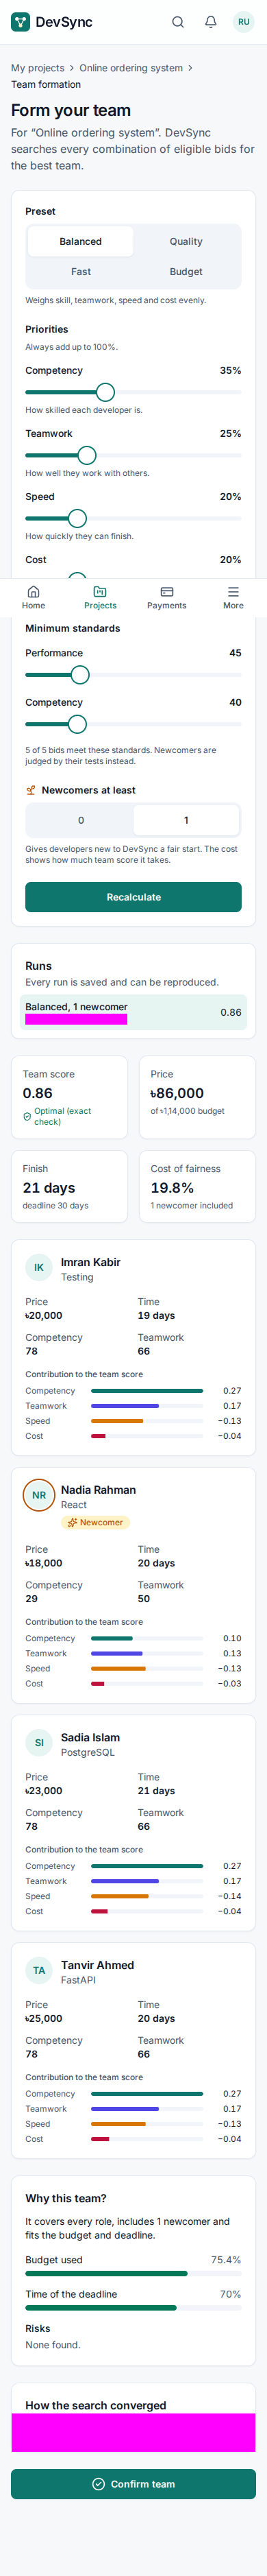 DevSync
RU
My projects > Online ordering system >
Team formation
Form your team
For “Online ordering system”. DevSync
searches every combination of eligible bids for
the best team.
Preset
Balanced
Quality
Fast
Budget
Weighs skill, teamwork, speed and cost evenly.
Priorities
Always add up to 100%.
Competency 35%
How skilled each developer is.
Teamwork 25%
How well they work with others.
Speed 20%
How quickly they can finish.
Cost 20%
Home
Projects
Payments
More
Minimum standards
Performance 45
Competency 40
5 of 5 bids meet these standards. Newcomers are
judged by their tests instead.
Newcomers at least
0
1
Gives developers new to DevSync a fair start. The cost
shows how much team score it takes.
Recalculate
Runs
Every run is saved and can be reproduced.
Balanced, 1 newcomer
0.86
Team score
0.86
Optimal (exact
check)
Price
৳86,000
of ৳1,14,000 budget
Finish
21 days
deadline 30 days
Cost of fairness
19.8%
1 newcomer included
IK
Imran Kabir
Testing
Price
৳20,000
Time
19 days
Competency
78
Teamwork
66
Contribution to the team score
Competency 0.27
Teamwork 0.17
Speed −0.13
Cost −0.04
NR
Nadia Rahman
React
Newcomer
Price
৳18,000
Time
20 days
Competency
29
Teamwork
50
Contribution to the team score
Competency 0.10
Teamwork 0.13
Speed −0.13
Cost −0.03
SI
Sadia Islam
PostgreSQL
Price
৳23,000
Time
21 days
Competency
78
Teamwork
66
Contribution to the team score
Competency 0.27
Teamwork 0.17
Speed −0.14
Cost −0.04
TA
Tanvir Ahmed
FastAPI
Price
৳25,000
Time
20 days
Competency
78
Teamwork
66
Contribution to the team score
Competency 0.27
Teamwork 0.17
Speed −0.13
Cost −0.04
Why this team?
It covers every role, includes 1 newcomer and
fits the budget and deadline.
Budget used 75.4%
Time of the deadline 70%
Risks
None found.
How the search converged
Confirm team